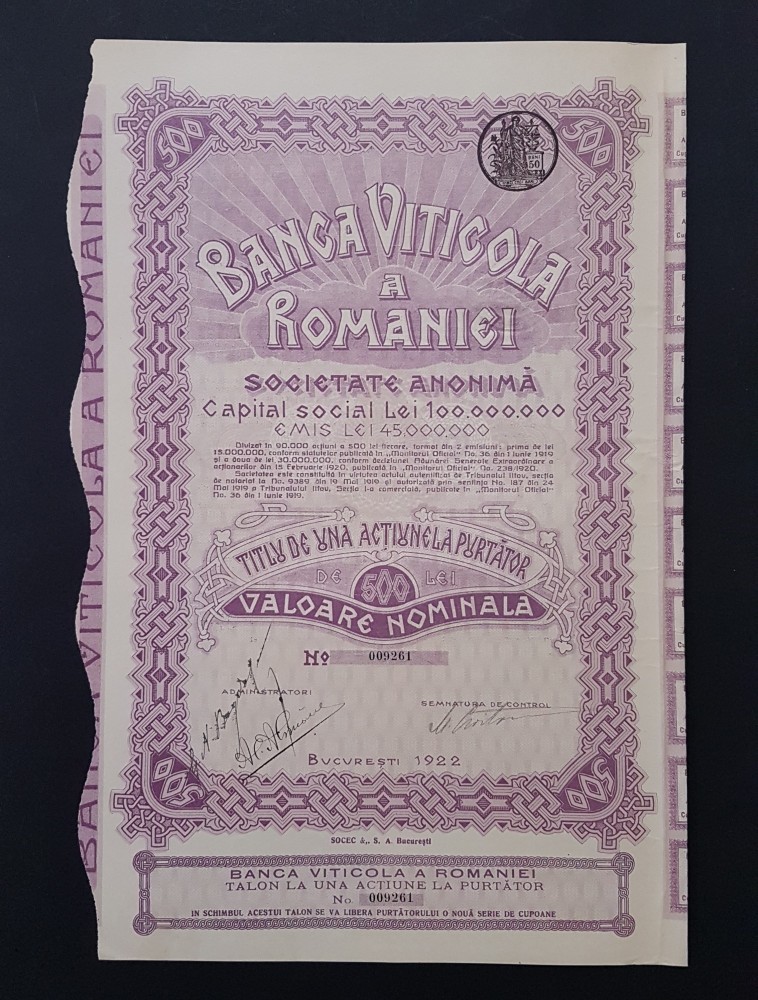 500
500
BANI
50
BANCA VITICOLA
A
ROMANIEI
SOCIETATE ANONIMĂ
Capital social Lei 100.000.000
EMIS LEI 45.000.000
Divizat în 90.000 acțiuni a 500 lei fiecare, format din 2 emisiuni: prima de lei
15.000.000, conform statutelor publicată în „Monitorul Oficial" No. 36 din 1 Iunie 1919
și a doua de lei 30.000.000, conform deciziunei Adunărei Generale Extraordinare a
acționarilor din 15 Februarie 1920, publicată în „Monitorul Oficial" No. 238/1920.
Societatea este constituită în virtutea actului autentificat de Tribunalul Ilfov, secția
de notariat la No. 9389 din 19 Mai 1919 și autorizată prin sentința No. 187 din 24
Mai 1919 a Tribunalului Ilfov, Secția I-a comercială, publicate în „Monitorul Oficial"
No. 36 din 1 Iunie 1919.
TITLU DE UNA ACȚIUNE LA PURTĂTOR
DE 500 LEI
VALOARE NOMINALA
No 009261
ADMINISTRATORI
SEMNATURA DE CONTROL
BUCUREȘTI 1922
500
500
SOCEC &., S. A. București
BANCA VITICOLA A ROMANIEI
TALON LA UNA ACȚIUNE LA PURTĂTOR
No. 009261
IN SCHIMBUL ACESTUI TALON SE VA LIBERA PURTĂTORULUI O NOUĂ SERIE DE CUPOANE
BANCA VITICOLA A ROMANIEI